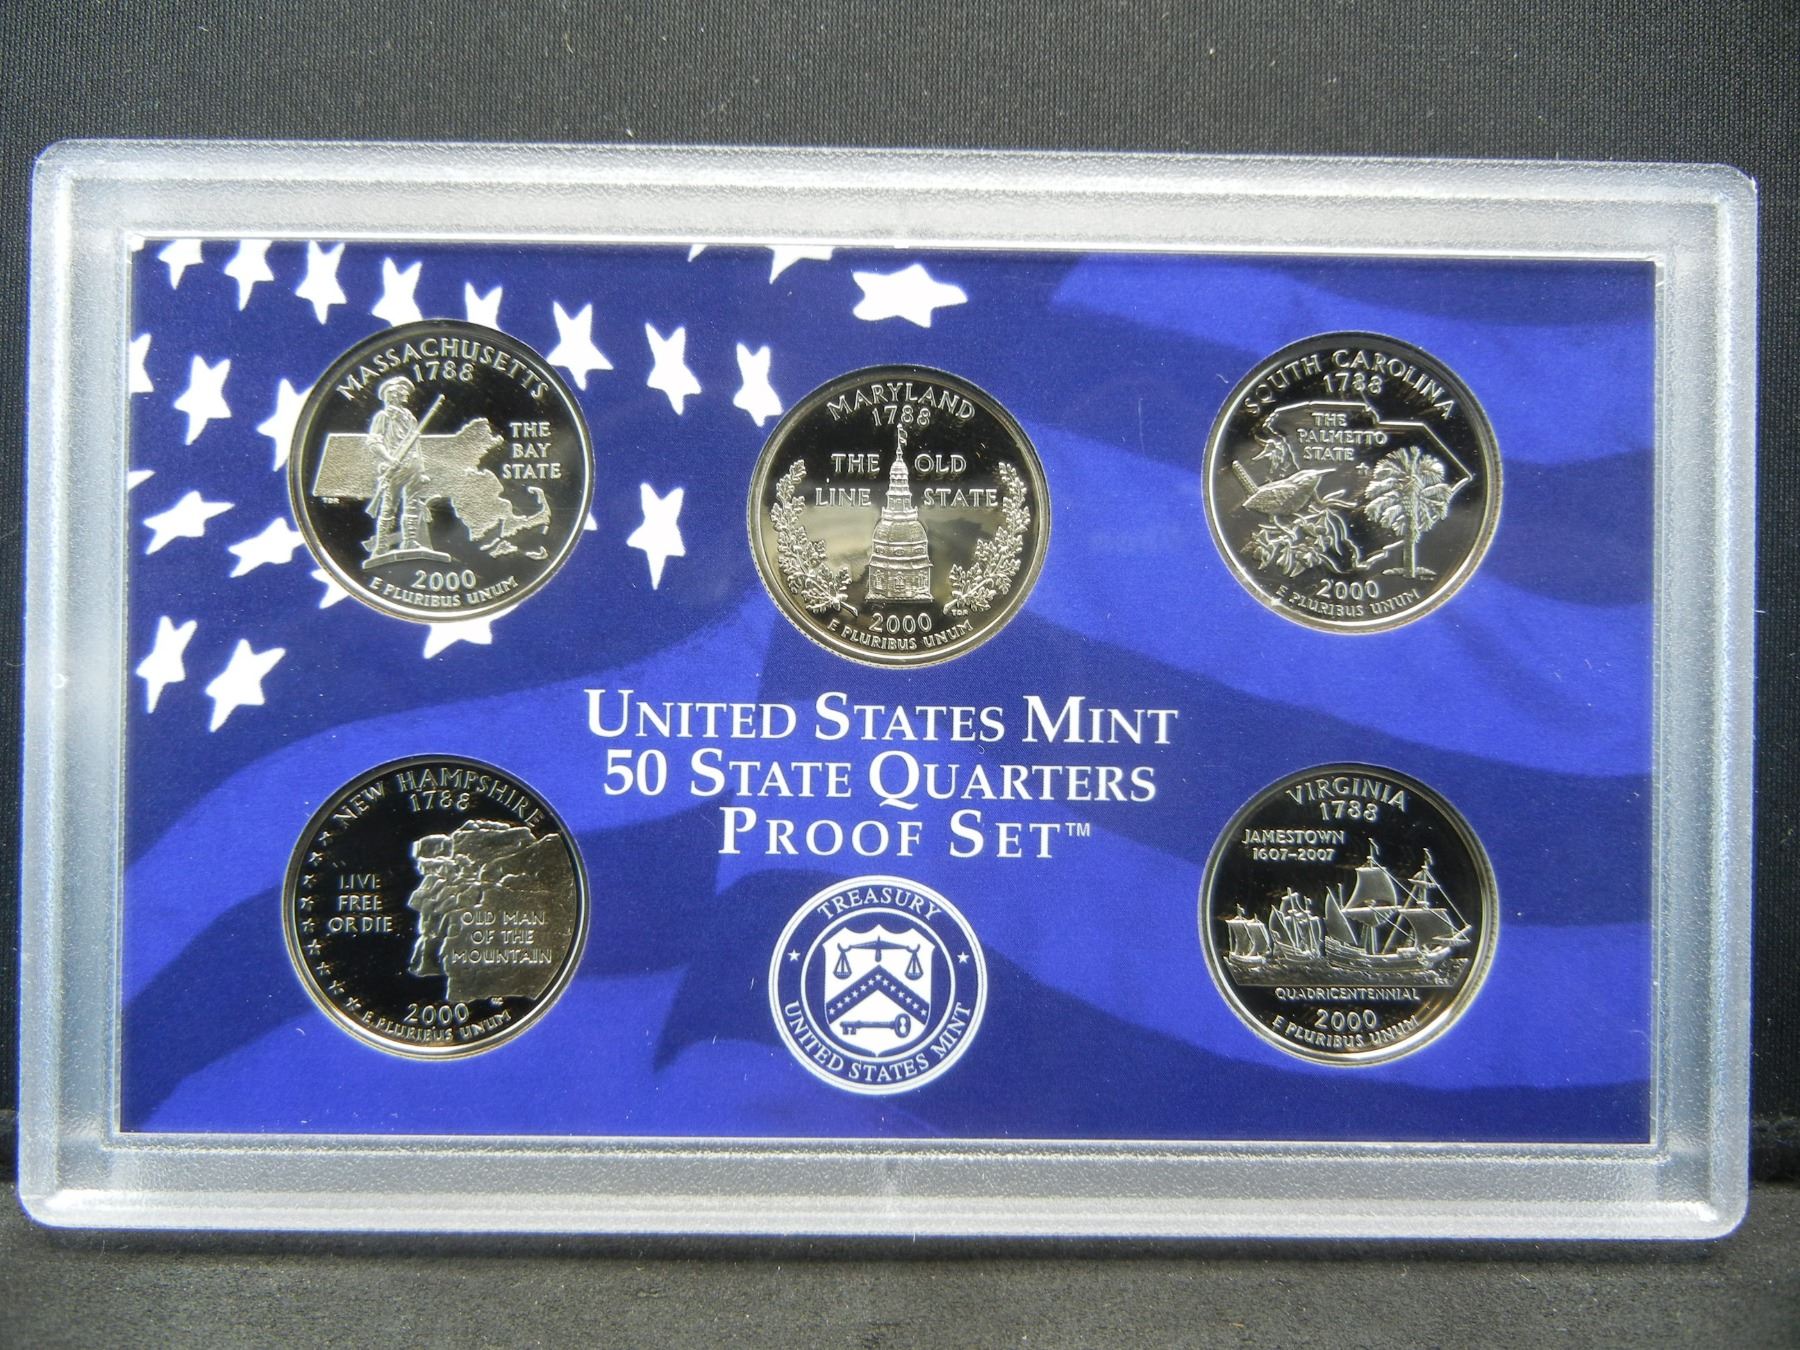 MASSACHUSETTS
1788
THE
BAY
STATE
2000
E PLURIBUS UNUM
MARYLAND
1788
THE OLD
LINE STATE
2000
E PLURIBUS UNUM
SOUTH CAROLINA
1788
THE
PALMETTO
STATE
2000
E PLURIBUS UNUM
UNITED STATES MINT
50 STATE QUARTERS
PROOF SET™
NEW HAMPSHIRE
1788
LIVE
FREE
OR DIE
OLD MAN
OF THE
MOUNTAIN
2000
E PLURIBUS UNUM
TREASURY
UNITED STATES MINT
VIRGINIA
1788
JAMESTOWN
1607-2007
QUADRICENTENNIAL
2000
E PLURIBUS UNUM